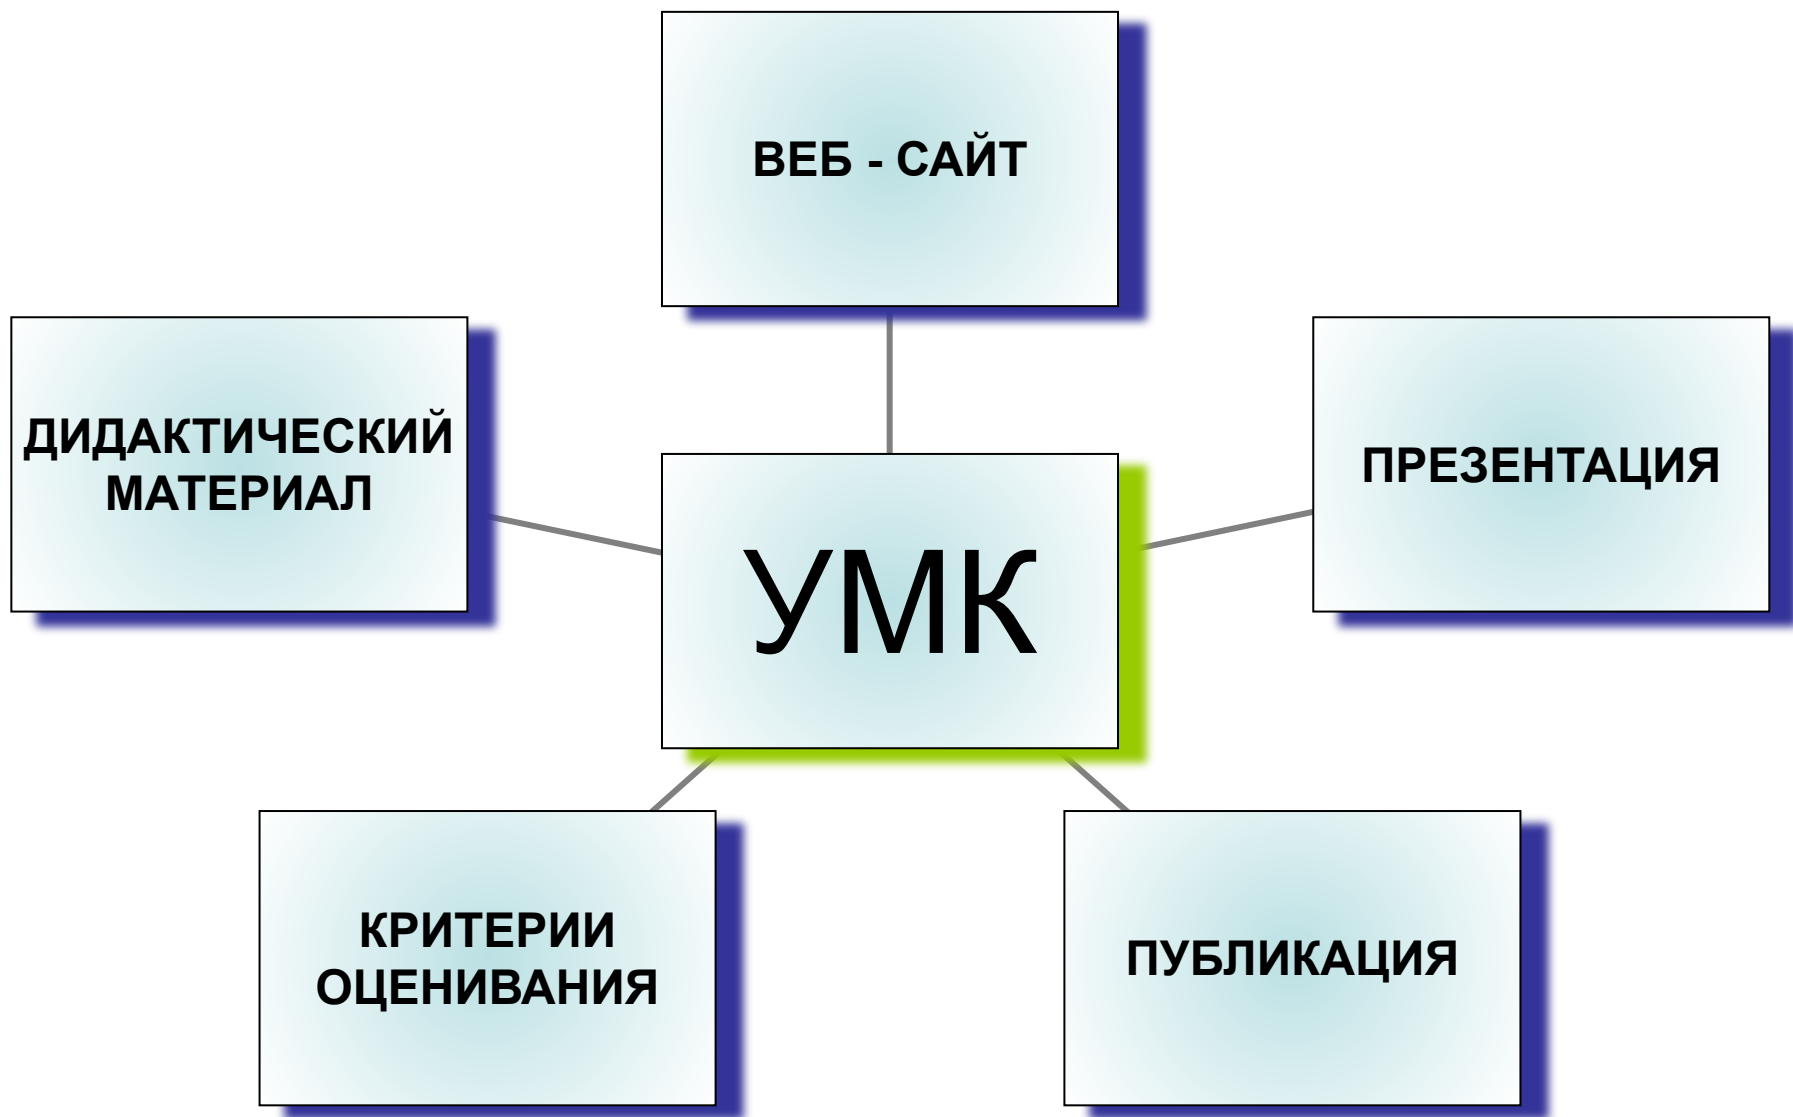 ВЕБ - САЙТ
ДИДАКТИЧЕСКИЙ
МАТЕРИАЛ
ПРЕЗЕНТАЦИЯ
УМК
КРИТЕРИИ
ОЦЕНИВАНИЯ
ПУБЛИКАЦИЯ